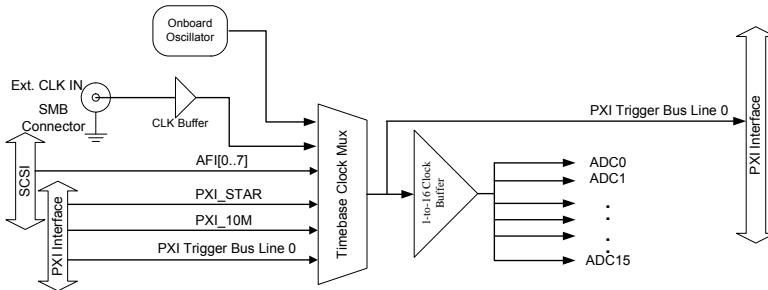 Onboard
Oscillator
Ext. CLK IN
SMB
Connector
CLK Buffer
SCSI
AFI[0..7]
PXI Interface
PXI_STAR
PXI_10M
PXI Trigger Bus Line 0
Timebase Clock Mux
1-to-16 Clock
Buffer
PXI Trigger Bus Line 0
ADC0
ADC1
.
.
.
ADC15
PXI Interface